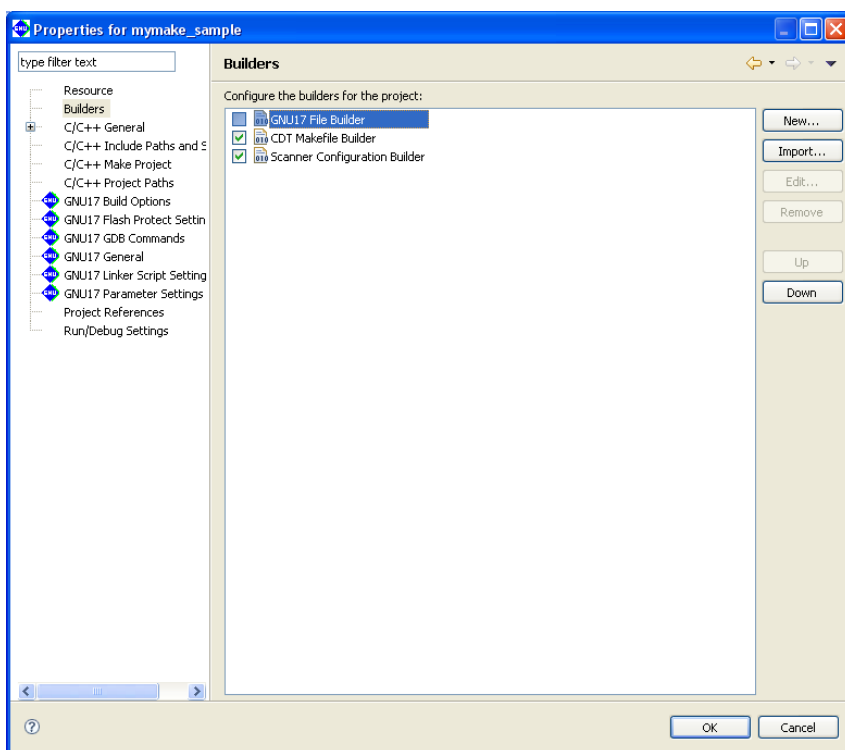 Properties for mymake_sample
type filter text
Builders
Resource
Builders
C/C++ General
C/C++ Include Paths and S
C/C++ Make Project
C/C++ Project Paths
GNU17 Build Options
GNU17 Flash Protect Settin
GNU17 GDB Commands
GNU17 General
GNU17 Linker Script Setting
GNU17 Parameter Settings
Project References
Run/Debug Settings
Configure the builders for the project:
GNU17 File Builder
CDT Makefile Builder
Scanner Configuration Builder
New...
Import...
Edit...
Remove
Up
Down
OK
Cancel